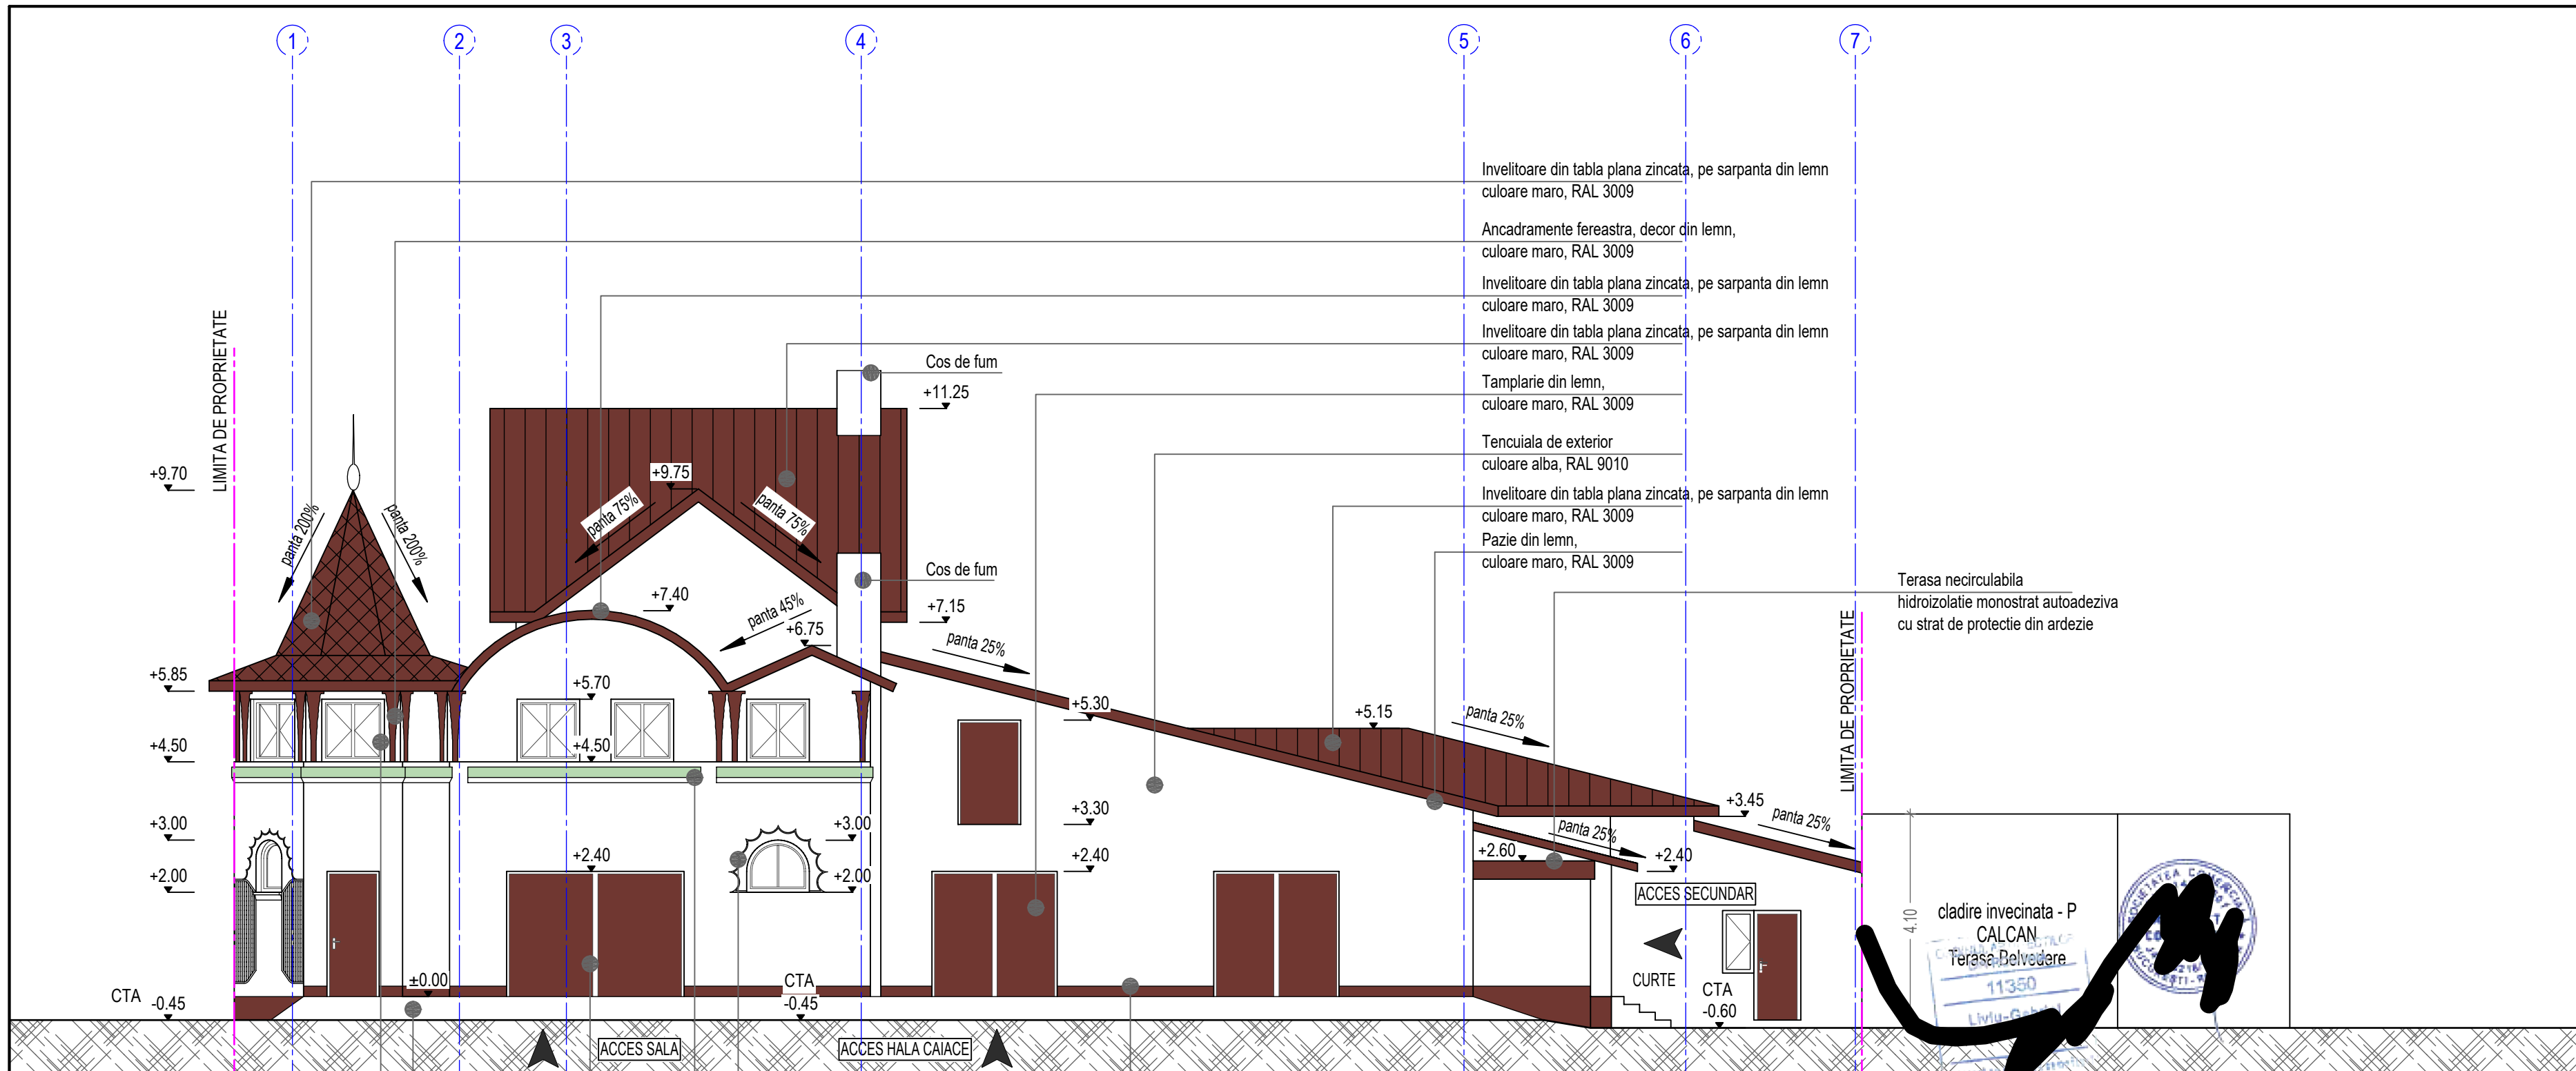 1
2
3
4
5
6
7
Invelitoare din tabla plana zincata, pe sarpanta din lemn
culoare maro, RAL 3009
Ancadramente fereastra, decor din lemn,
culoare maro, RAL 3009
Invelitoare din tabla plana zincata, pe sarpanta din lemn
culoare maro, RAL 3009
Invelitoare din tabla plana zincata, pe sarpanta din lemn
culoare maro, RAL 3009
Tamplarie din lemn,
culoare maro, RAL 3009
Tencuiala de exterior
culoare alba, RAL 9010
Invelitoare din tabla plana zincata, pe sarpanta din lemn
culoare maro, RAL 3009
Pazie din lemn,
culoare maro, RAL 3009
Terasa necirculabila
hidroizolatie monostrat autoadeziva
cu strat de protectie din ardezie
LIMITA DE PROPRIETATE
Cos de fum
+11.25
+9.70
+9.75
panta 200%
panta 200%
panta 75%
panta 75%
Cos de fum
+7.40
panta 45%
+7.15
+6.75
panta 25%
LIMITA DE PROPRIETATE
+5.85
+5.70
+5.30
+5.15
panta 25%
+4.50
+4.50
+3.00
+3.00
+3.30
+3.45
panta 25%
panta 25%
+2.00
+2.40
+2.00
+2.40
+2.60
+2.40
ACCES SECUNDAR
4.10
cladire invecinata - P
CALCAN
Terasa Belvedere
±0.00
CTA
-0.45
CTA
-0.45
CURTE
CTA
-0.60
11350
Liviu-Gabriel
ACCES SALA
ACCES HALA CAIACE